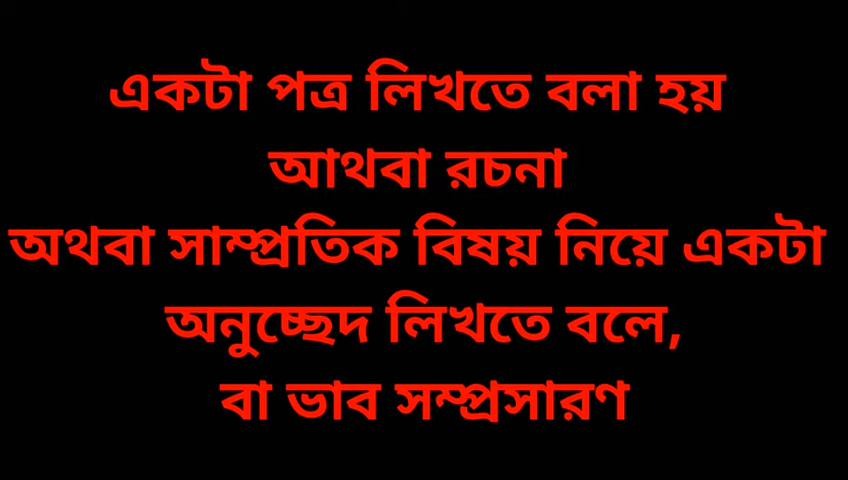 একটা পত্র লিখতে বলা হয়
আথবা রচনা
অথবা সাম্প্রতিক বিষয় নিয়ে একটা
অনুচ্ছেদ লিখতে বলে,
বা ভাব সম্প্রসারণ